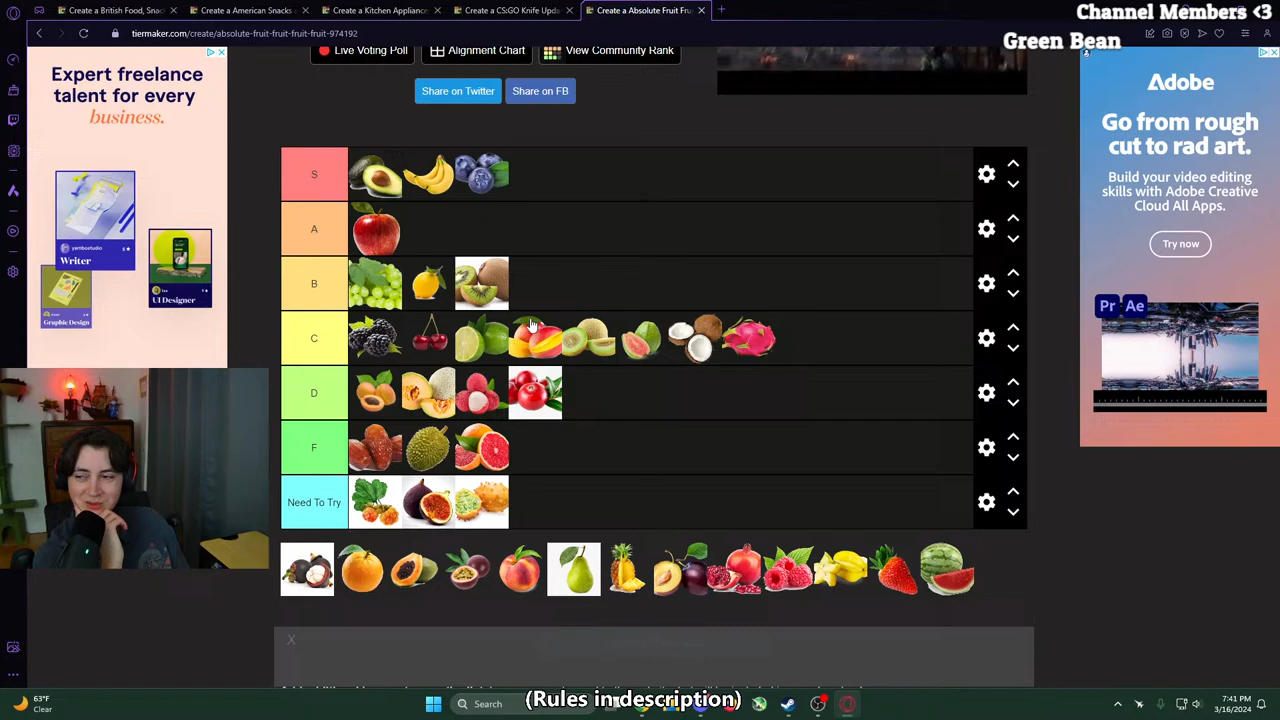 Create a British Food, Snack
Create a American Snacks
Create a Kitchen Appliance
Create a CS:GO Knife Upda
Create a Absolute Fruit Fru
Channel Members <3
Green Bean
tiermaker.com/create/absolute-fruit-fruit-fruit-fruit-974192
Live Voting Poll
Alignment Chart
View Community Rank
Share on Twitter
Share on FB
Expert freelance
talent for every
business.
Writer
UI Designer
Graphic Design
Adobe
Go from rough
cut to rad art.
Build your video editing
skills with Adobe Creative
Cloud All Apps.
Try now
Pr Ae
S
A
B
C
D
F
Need To Try
X
(Rules in description)
63°F
Clear
Search
7:41 PM
3/16/2024